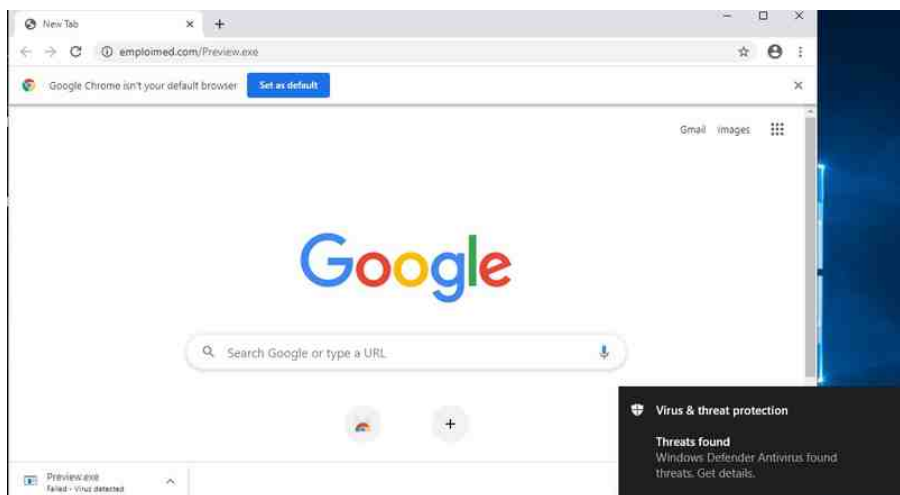 New Tab
emploimed.com/Preview.exe
Google Chrome isn't your default browser
Set as default
Gmail Images
Google
Search Google or type a URL
Virus & threat protection
Threats found
Windows Defender Antivirus found
threats. Get details.
Preview.exe
Failed - Virus detected